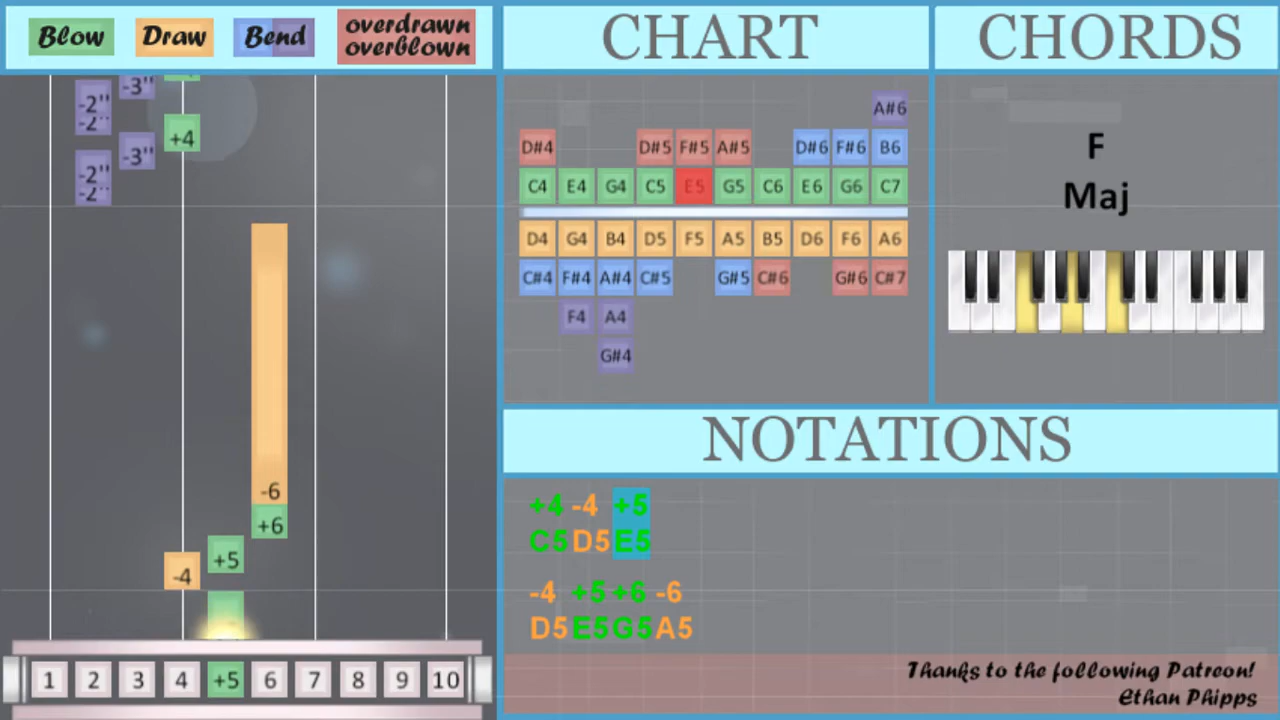 Blow Draw Bend overdrawn
overblown
CHART
CHORDS
-3''
-2''
-2''
+4
-3''
-2''
-2''
-6
+6
+5
-4
1 2 3 4 +5 6 7 8 9 10
A#6
D#4 D#5 F#5 A#5 D#6 F#6 B6
C4 E4 G4 C5 E5 G5 C6 E6 G6 C7
D4 G4 B4 D5 F5 A5 B5 D6 F6 A6
C#4 F#4 A#4 C#5 G#5 C#6 G#6 C#7
F4 A4
G#4
F
Maj
NOTATIONS
+4 -4 +5
C5 D5 E5
-4 +5 +6 -6
D5 E5 G5 A5
Thanks to the following Patreon!
Ethan Phipps